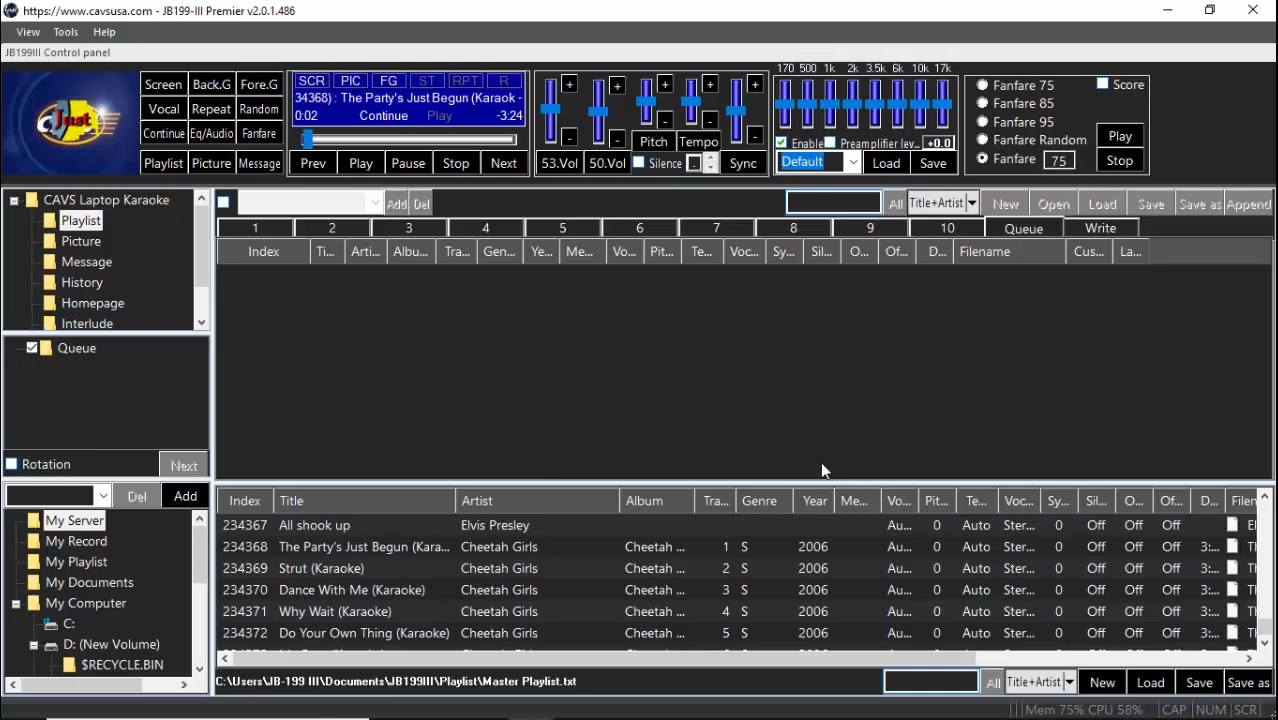 https://www.cavsusa.com - JB199-III Premier v2.0.1.486
View Tools Help
JB199III Control panel
Just
Screen Back.G Fore.G
Vocal Repeat Random
Continue Eq/Audio Fanfare
Playlist Picture Message
SCR PIC FG ST RPT R
34368) : The Party's Just Begun (Karaok -
0:02 Continue Play -3:24
Prev Play Pause Stop Next
+ + + + +
- - - - -
Pitch Tempo
53.Vol 50.Vol Silence - Sync
170 500 1k 2k 3.5k 6k 10k 17k
Enable Preamplifier lev... +0.0
Default Load Save
Fanfare 75 Score
Fanfare 85
Fanfare 95
Fanfare Random
Fanfare 75
Play
Stop
CAVS Laptop Karaoke
Playlist
Picture
Message
History
Homepage
Interlude
Add Del All Title+Artist New Open Load Save Save as Append
1 2 3 4 5 6 7 8 9 10 Queue Write
Index Ti... Arti... Albu... Tra... Gen... Ye... Me... Vo... Pit... Te... Voc... Sy... Sil... O... Of... D... Filename Cus... La...
Queue
Rotation Next
Del Add
My Server
My Record
My Playlist
My Documents
My Computer
C:
D: (New Volume)
$RECYCLE.BIN
Index Title Artist Album Tra... Genre Year Me... Vo... Pit... Te... Voc... Sy... Sil... O... Of... D... Filen
234367 All shook up Elvis Presley Au... 0 Auto Ster... 0 Off Off Off El
234368 The Party's Just Begun (Kara... Cheetah Girls Cheetah ... 1 S 2006 Au... 0 Auto Ster... 0 Off Off Off 3:...
234369 Strut (Karaoke) Cheetah Girls Cheetah ... 2 S 2006 Au... 0 Auto Ster... 0 Off Off Off 3:...
234370 Dance With Me (Karaoke) Cheetah Girls Cheetah ... 3 S 2006 Au... 0 Auto Ster... 0 Off Off Off 3:...
234371 Why Wait (Karaoke) Cheetah Girls Cheetah ... 4 S 2006 Au... 0 Auto Ster... 0 Off Off Off 3:...
234372 Do Your Own Thing (Karaoke) Cheetah Girls Cheetah ... 5 S 2006 Au... 0 Auto Ster... 0 Off Off Off 3:...
C:\Users\JB-199 III\Documents\JB199III\Playlist\Master Playlist.txt All Title+Artist New Load Save Save as
Mem 75% CPU 58% CAP NUM SCR